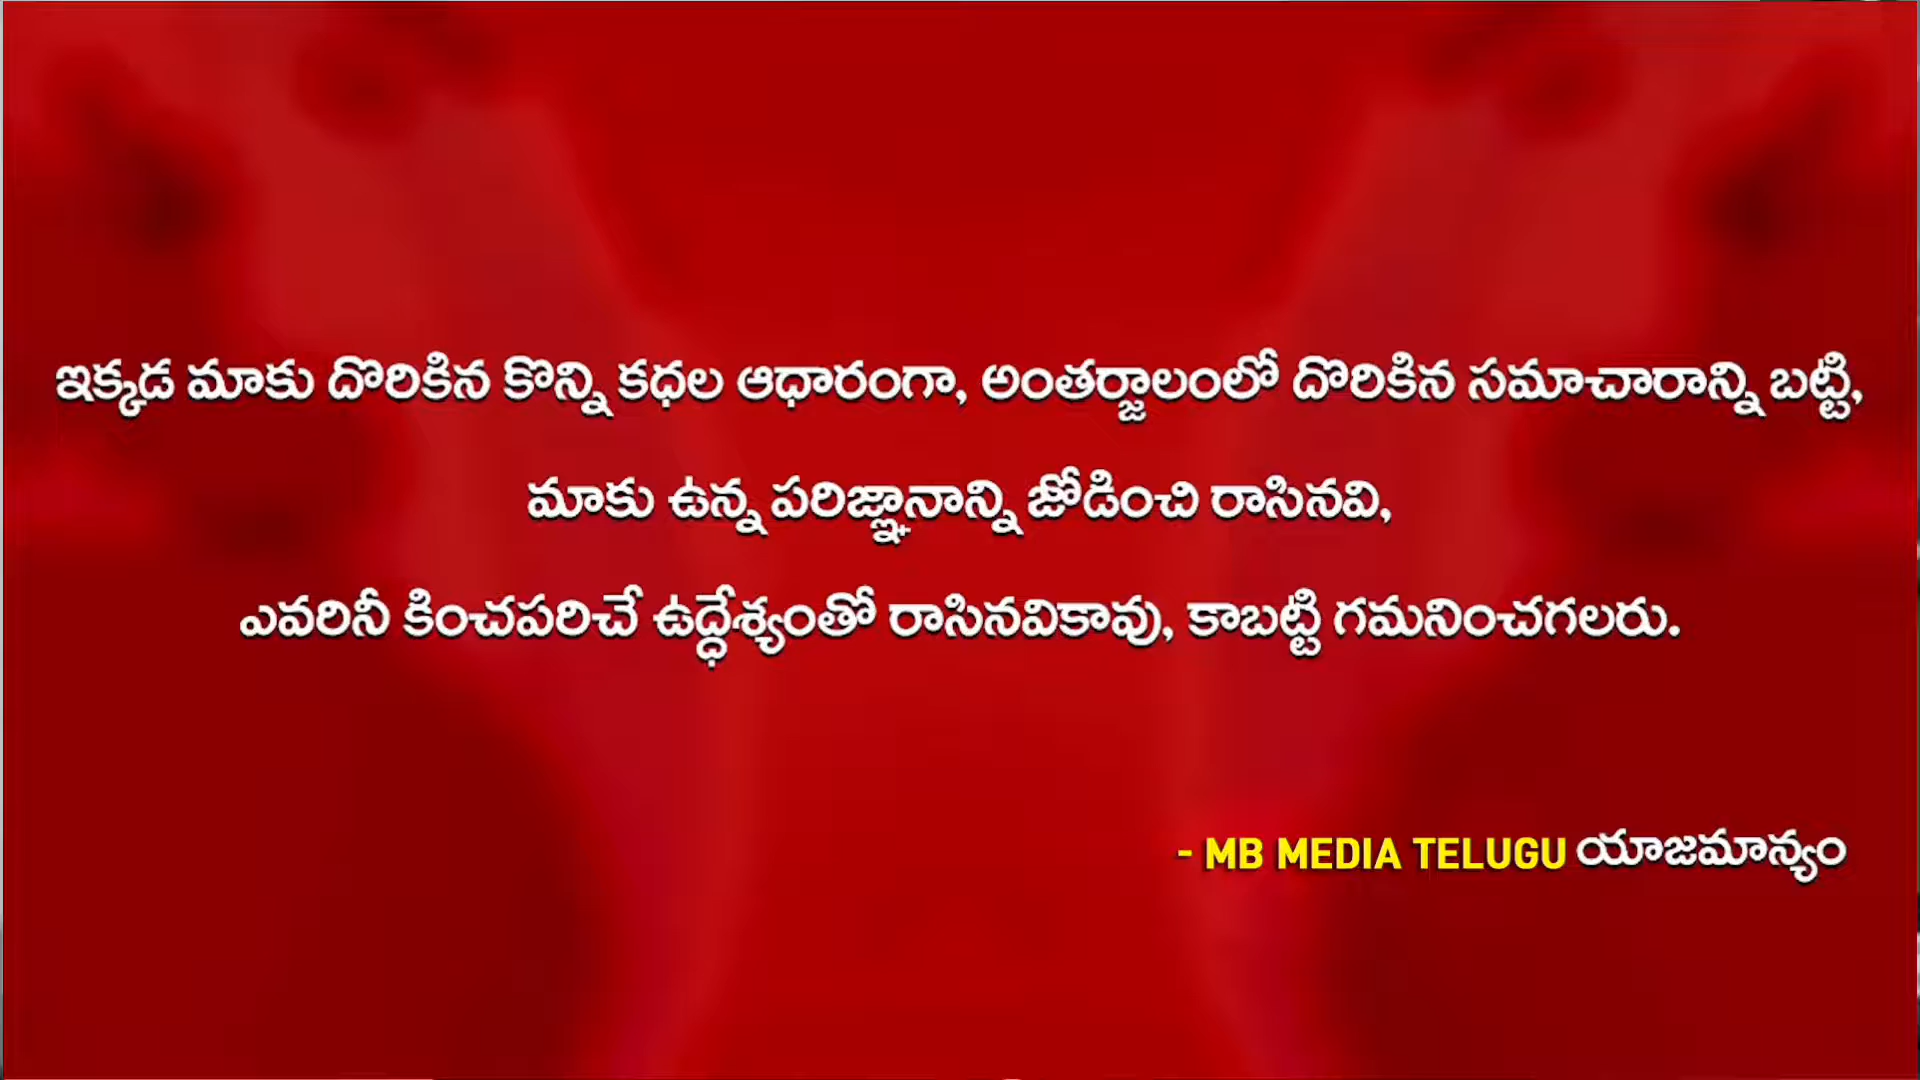 ఇక్కడ మాకు దొరికిన కొన్ని కధల ఆధారంగా, అంతర్జాలంలో దొరికిన సమాచారాన్ని బట్టి,
మాకు ఉన్న పరిజ్ఞానాన్ని జోడించి రాసినవి,
ఎవరినీ కించపరిచే ఉద్ధేశ్యంతో రాసినవికావు, కాబట్టి గమనించగలరు.
- MB MEDIA TELUGU యాజమాన్యం